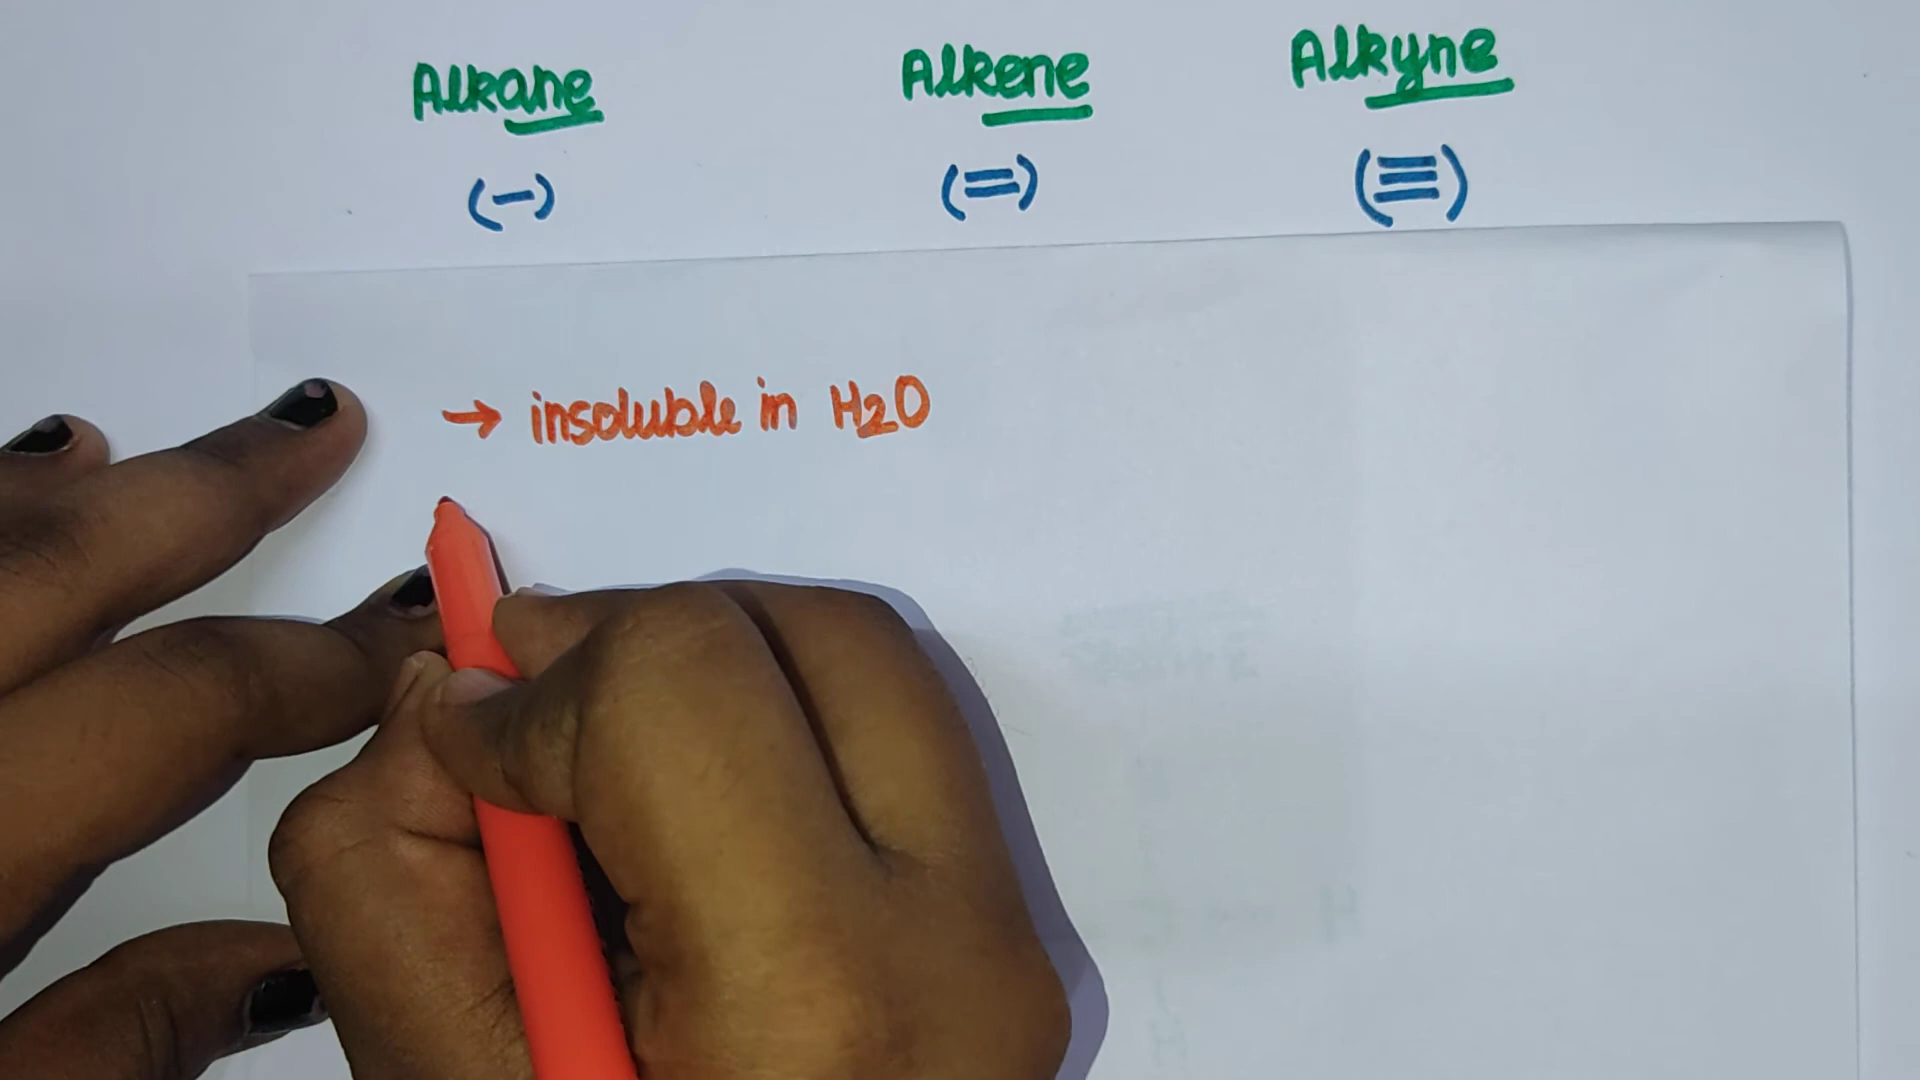 Alkane Alkene Alkyne
(-) (=) (≡)
→ insoluble in H2O